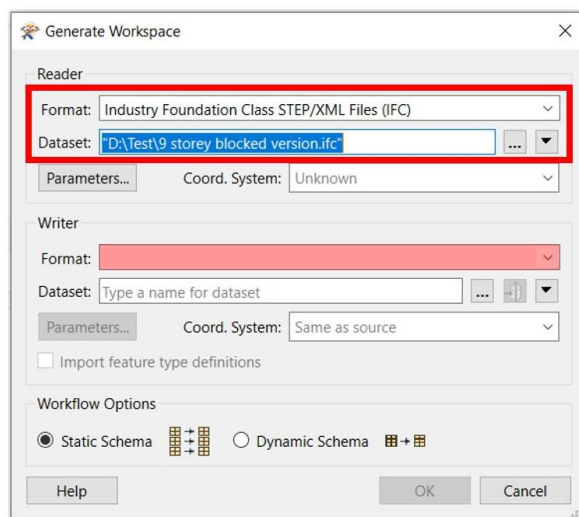 Generate Workspace
Reader
Format: Industry Foundation Class STEP/XML Files (IFC)
Dataset: "D:\Test\9 storey blocked version.ifc" ...
Parameters... Coord. System: Unknown
Writer
Format:
Dataset: Type a name for dataset ...
Parameters... Coord. System: Same as source
Import feature type definitions
Workflow Options
Static Schema Dynamic Schema
Help OK Cancel